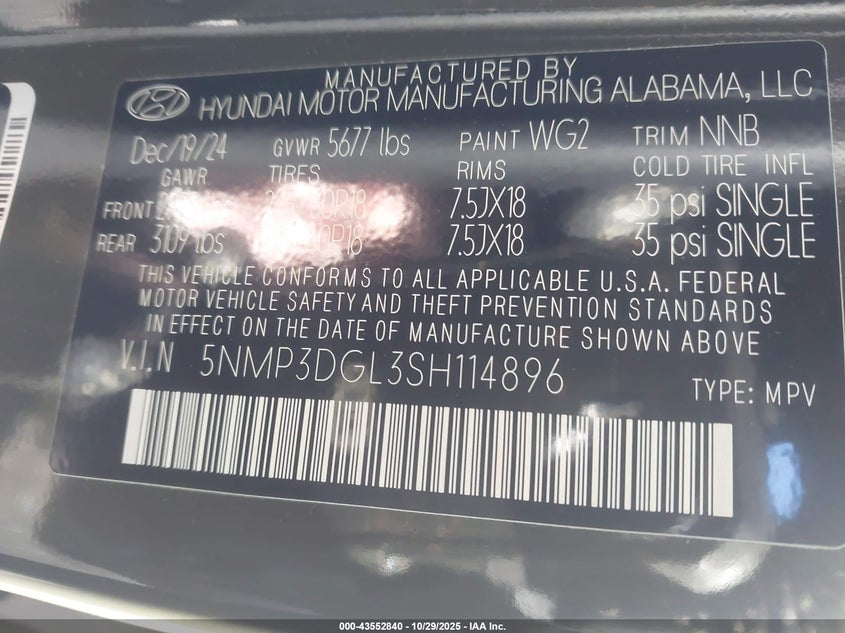 MANUFACTURED BY
HYUNDAI MOTOR MANUFACTURING ALABAMA, LLC
Dec/19/24 GVWR 5677 lbs PAINT WG2 TRIM NNB
GAWR TIRES RIMS COLD TIRE INFL
FRONT 7.5JX18 35 psi SINGLE
REAR 3109 lbs 7.5JX18 35 psi SINGLE
THIS VEHICLE CONFORMS TO ALL APPLICABLE U.S.A. FEDERAL
MOTOR VEHICLE SAFETY AND THEFT PREVENTION STANDARDS
IN EFFECT ON THE DATE OF MANUFACTURE SHOWN ABOVE
V.I.N 5NMP3DGL3SH114896 TYPE: MPV
000-43552840 - 10/29/2025 - IAA Inc.